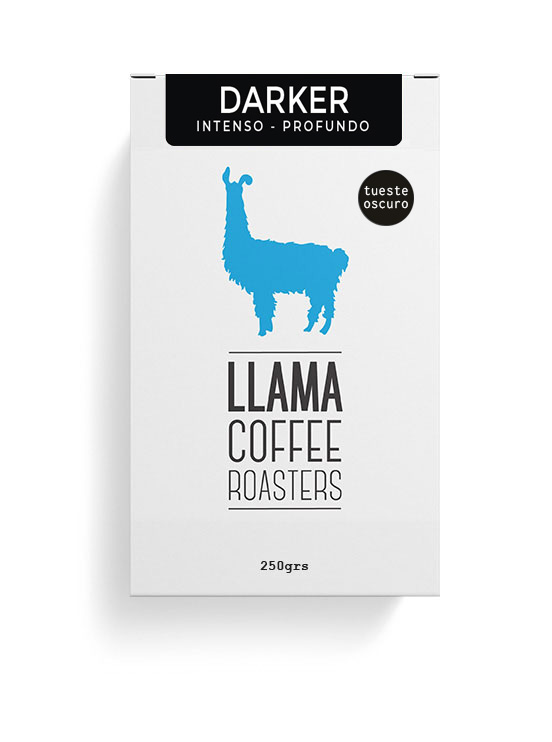 DARKER
INTENSO - PROFUNDO
tueste
oscuro
LLAMA
COFFEE
ROASTERS
250grs